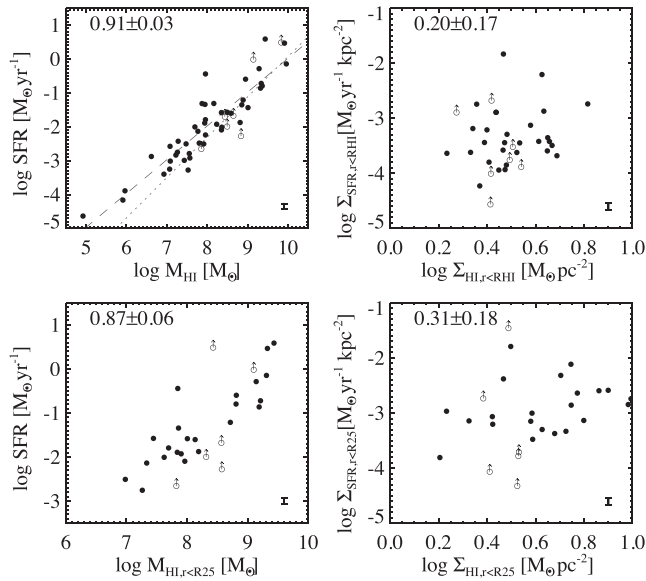 0.91±0.03
log SFR [M⊙yr⁻¹]
1
0
-1
-2
-3
-4
-5
5 6 7 8 9 10
log M_HI [M⊙]
0.20±0.17
log Σ_SFR,r<RHI[M⊙yr⁻¹ kpc⁻²]
-1
-2
-3
-4
-5
0.0 0.2 0.4 0.6 0.8 1.0
log Σ_HI,r<RHI [M⊙pc⁻²]
0.87±0.06
log SFR [M⊙yr⁻¹]
1
0
-1
-2
-3
6 7 8 9 10
log M_HI,r<R25 [M⊙]
0.31±0.18
log Σ_SFR,r<R25[M⊙yr⁻¹ kpc⁻²]
-1
-2
-3
-4
-5
0.0 0.2 0.4 0.6 0.8 1.0
log Σ_HI,r<R25 [M⊙pc⁻²]